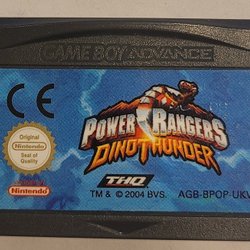 GAME BOY ADVANCE
CE
POWER RANGERS
DINO THUNDER
Original
Nintendo
Seal of
Quality
THQ
Nintendo
TM & © 2004 BVS.
AGB-BPOP-UKV